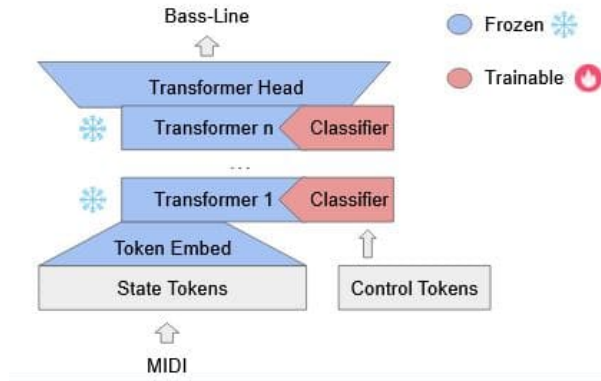 Bass-Line
Frozen
Trainable
Transformer Head
Transformer n
Classifier
...
Transformer 1
Classifier
Token Embed
State Tokens
Control Tokens
MIDI